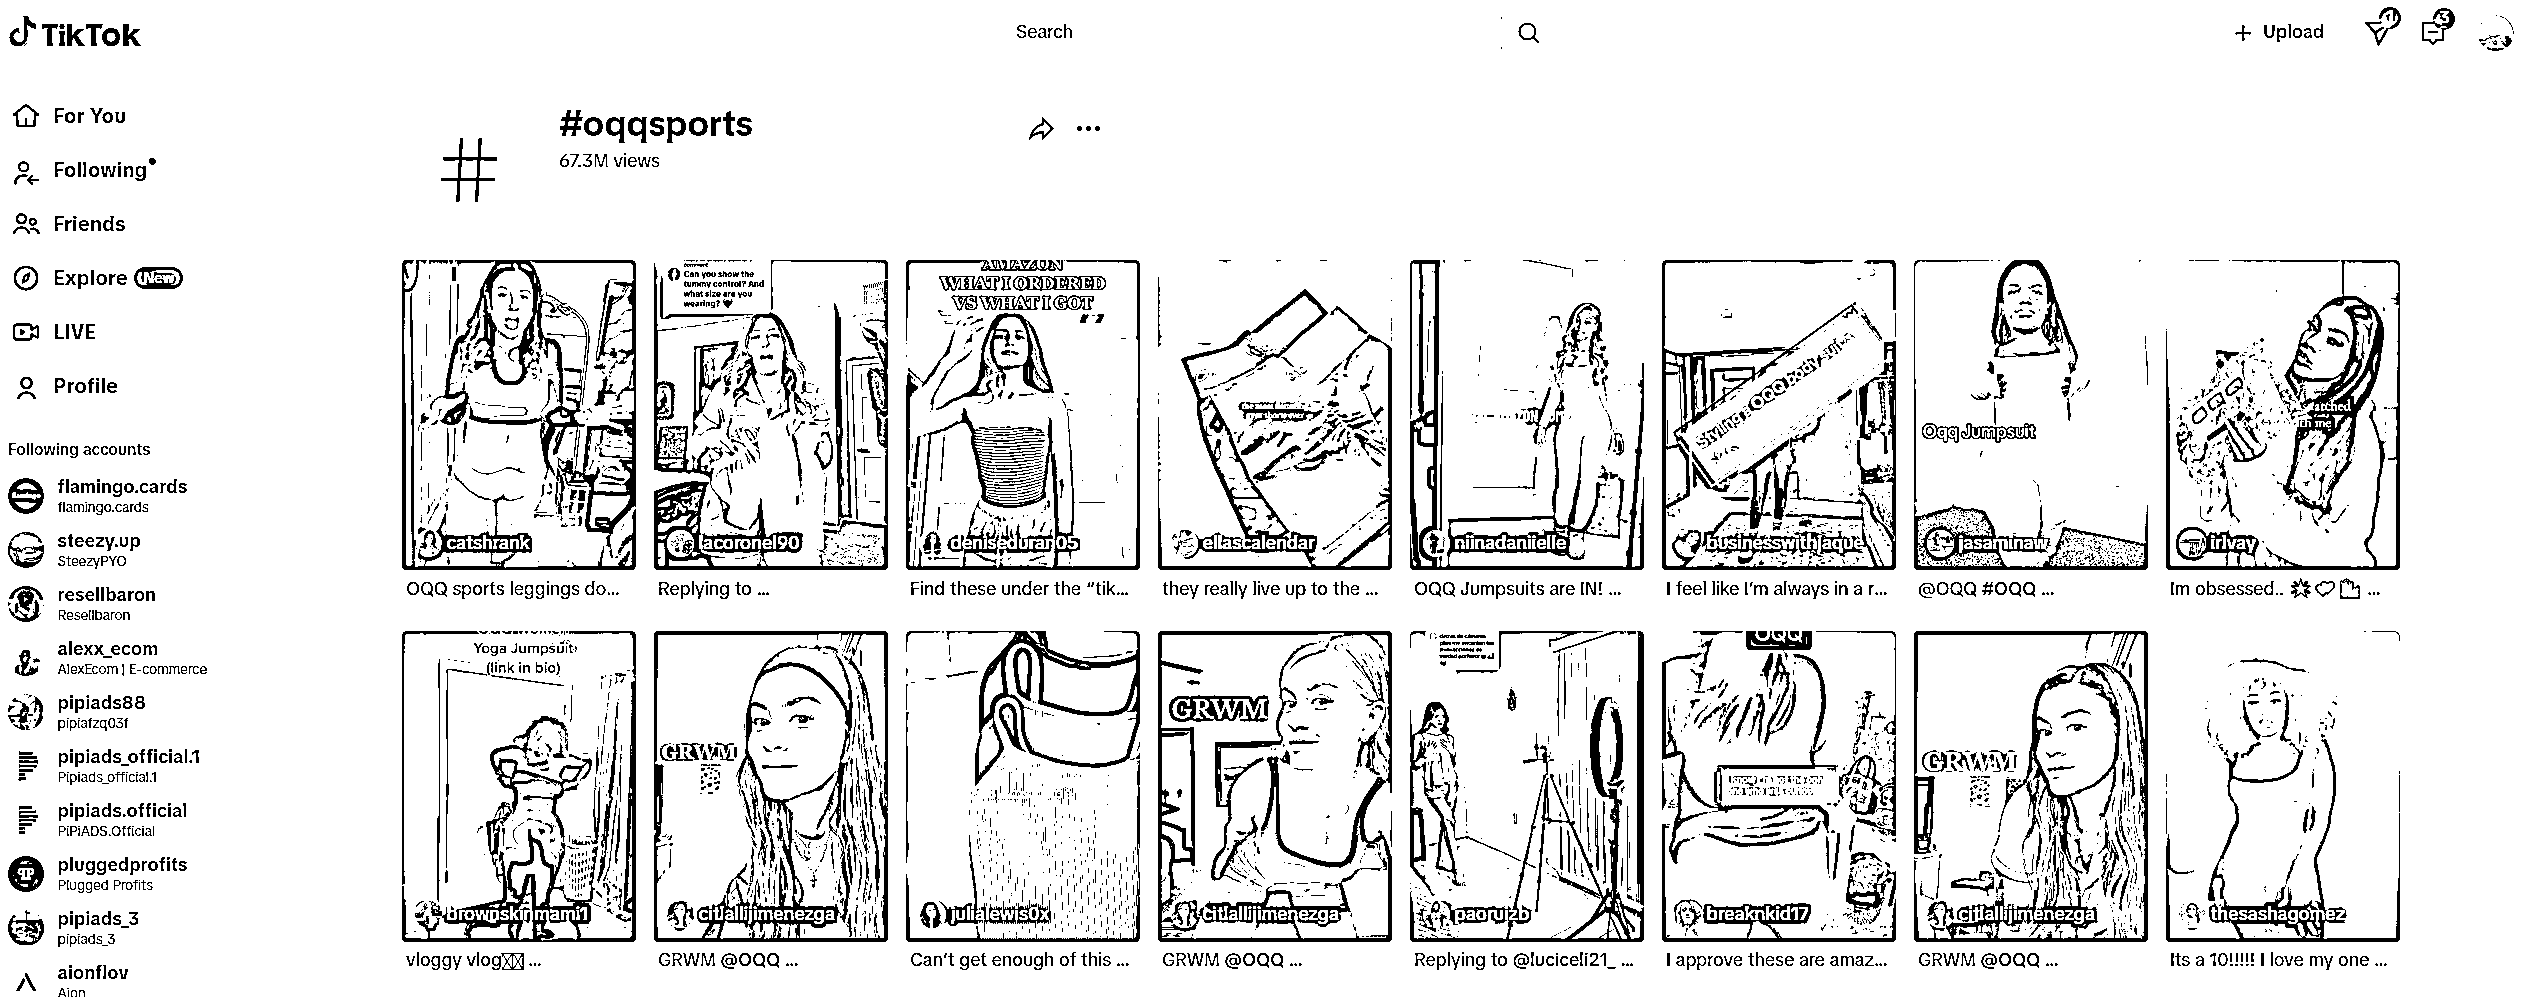 TikTok
Search
Upload
11
3
For You
Following
Friends
Explore New
LIVE
Profile
Following accounts
flamingo.cards
flamingo.cards
steezy.up
SteezyPYO
resellbaron
Resellbaron
alexx_ecom
AlexEcom | E-commerce
pipiads88
pipiafzq03f
pipiads_official.1
Pipiads_official.1
pipiads.official
PiPiADS.Official
pluggedprofits
Plugged Profits
pipiads_3
pipiads_3
aionflov
Aion
#oqqsports
67.3M views
catshrank
OQQ sports leggings do...
Can you show the
tummy control? And
what size are you
wearing? 🖤
lacoronel90
Replying to ...
AMAZON
WHAT I ORDERED
VS WHAT I GOT
deniseduran05
Find these under the “tik...
ellascalendar
they really live up to the ...
niinadaniielle
OQQ Jumpsuits are IN! ...
Styling a OQQ body suit
businesswithjaque
I feel like I’m always in a r...
Oqq Jumpsuit
jasaminaw
@OQQ #OQQ ...
irlvay
Im obsessed.. ...
Yoga Jumpsuit
(link in bio)
brownskinmami1
vloggy vlog ...
GRWM
citlallijimenezga
GRWM @OQQ ...
julialewis0x
Can’t get enough of this ...
GRWM
citlallijimenezga
GRWM @OQQ ...
paoruizb
Replying to @luciceli21_ ...
OQQ
breaknkid17
I approve these are amaz...
GRWM
citlallijimenezga
GRWM @OQQ ...
thesashagomez
Its a 10!!!!! I love my one ...